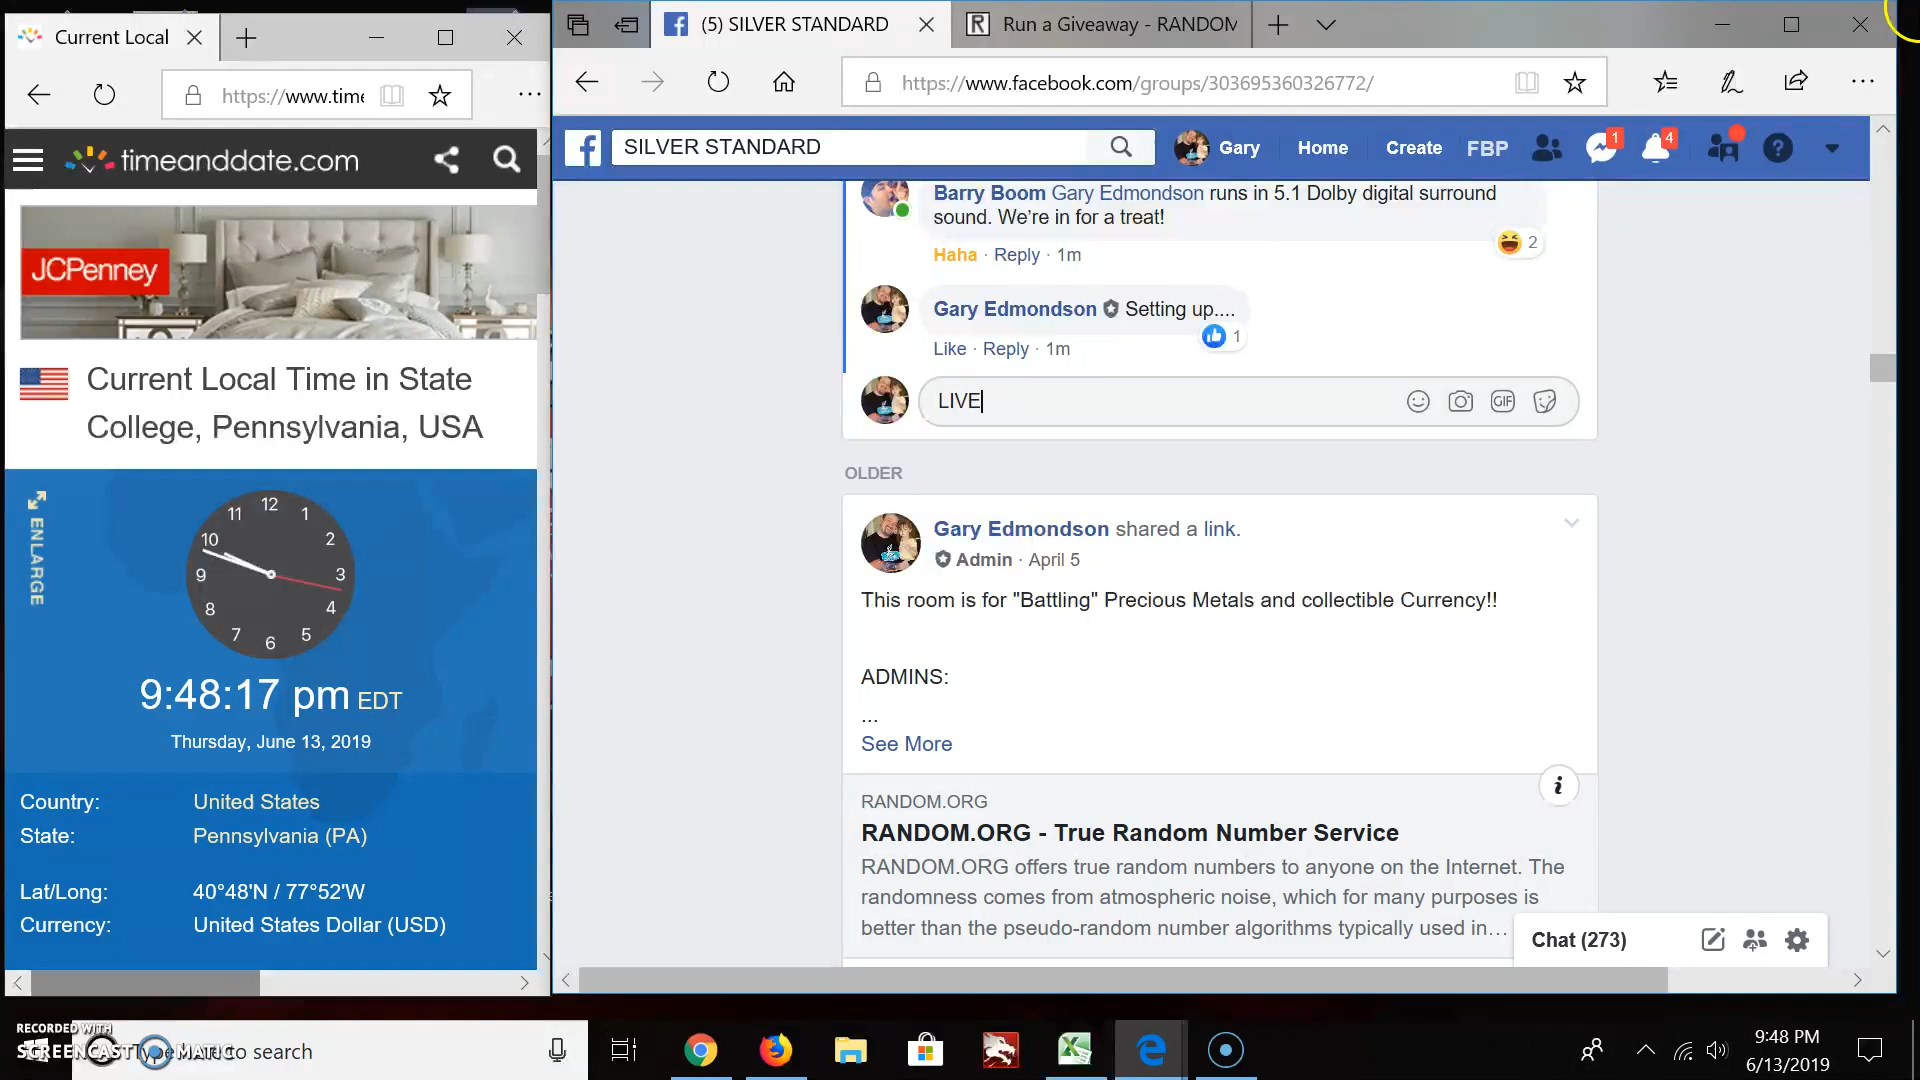 Current Local
https://www.time
timeanddate.com
JCPenney
Current Local Time in State
College, Pennsylvania, USA
ENLARGE
12
1
2
3
4
5
6
7
8
9
10
11
9:48:17 pm EDT
Thursday, June 13, 2019
Country: United States
State: Pennsylvania (PA)
Lat/Long: 40°48'N / 77°52'W
Currency: United States Dollar (USD)
(5) SILVER STANDARD
Run a Giveaway - RANDOM
https://www.facebook.com/groups/303695360326772/
SILVER STANDARD
Gary
Home
Create
FBP
1
4
Barry Boom Gary Edmondson runs in 5.1 Dolby digital surround
sound. We're in for a treat!
2
Haha · Reply · 1m
Gary Edmondson Setting up....
1
Like · Reply · 1m
LIVE
GIF
OLDER
Gary Edmondson shared a link.
Admin · April 5
This room is for "Battling" Precious Metals and collectible Currency!!
ADMINS:
...
See More
RANDOM.ORG
RANDOM.ORG - True Random Number Service
RANDOM.ORG offers true random numbers to anyone on the Internet. The
randomness comes from atmospheric noise, which for many purposes is
better than the pseudo-random number algorithms typically used in…
Chat (273)
RECORDED WITH
SCREENCAST MATIC
Type here to search
9:48 PM
6/13/2019